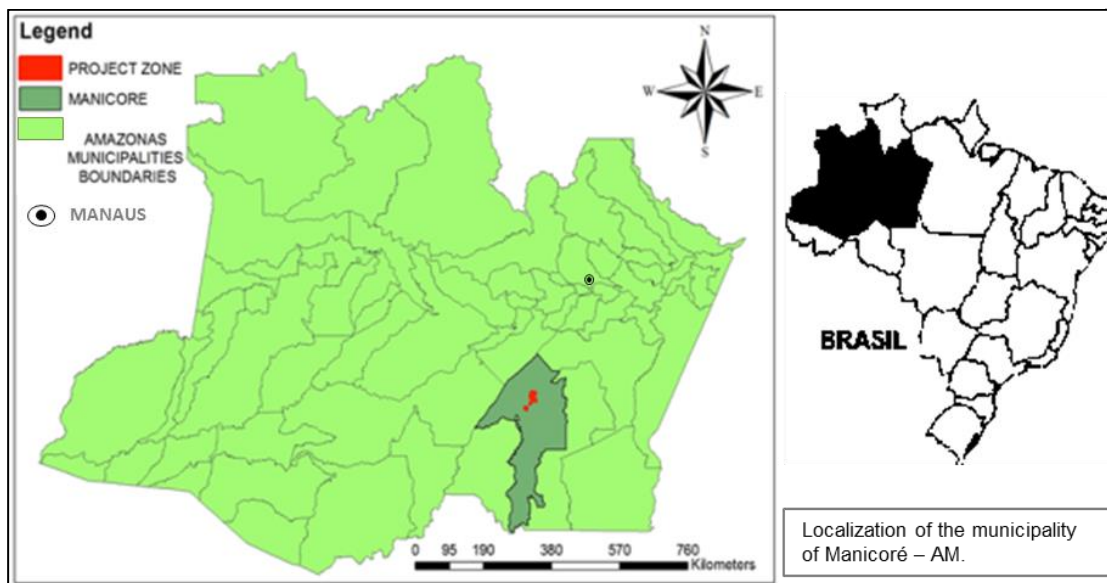 Legend
PROJECT ZONE
MANICORE
AMAZONAS
MUNICIPALITIES
BOUNDARIES
MANAUS
N
W E
S
0 95 190 380 570 760
Kilometers
BRASIL
Localization of the municipality
of Manicoré – AM.